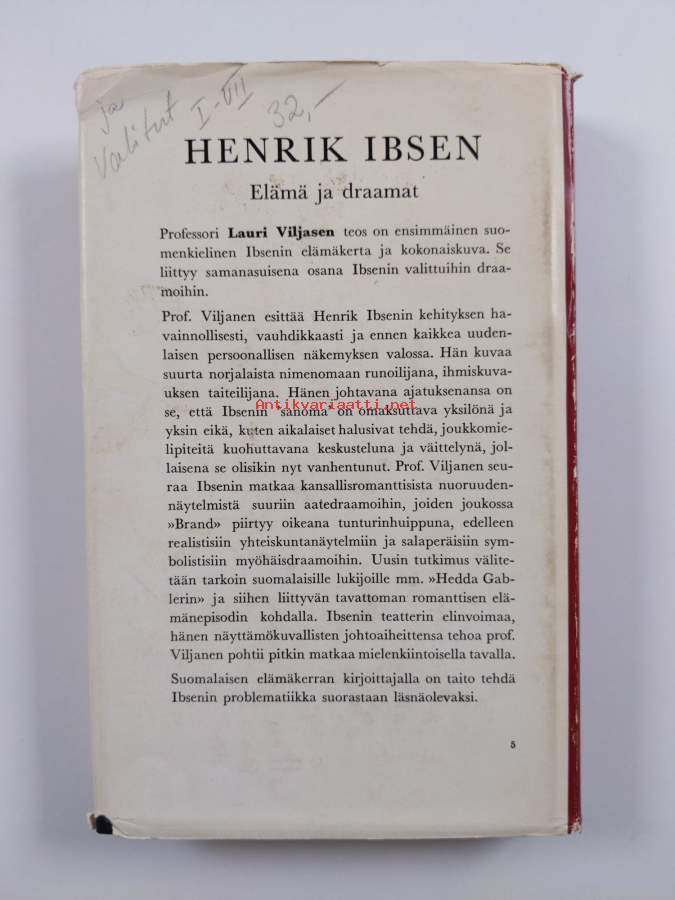 ja
Valitut I-VII
32,-
HENRIK IBSEN
Elämä ja draamat
Professori Lauri Viljasen teos on ensimmäinen suo-
menkielinen Ibsenin elämäkerta ja kokonaiskuva. Se
liittyy samanasuisena osana Ibsenin valittuihin draa-
moihin.
Prof. Viljanen esittää Henrik Ibsenin kehityksen ha-
vainnollisesti, vauhdikkaasti ja ennen kaikkea uuden-
laisen persoonallisen näkemyksen valossa. Hän kuvaa
suurta norjalaista nimenomaan runoilijana, ihmiskuva-
uksen taiteilijana. Hänen johtavana ajatuksenansa on
Antikvariaatti.net
se, että Ibsenin sanoma on omaksuttava yksilönä ja
yksin eikä, kuten aikalaiset halusivat tehdä, joukkomie-
lipiteitä kuohuttavana keskusteluna ja väittelynä, jol-
laisena se olisikin nyt vanhentunut. Prof. Viljanen seu-
raa Ibsenin matkaa kansallisromanttisista nuoruuden-
näytelmistä suuriin aatedraamoihin, joiden joukossa
»Brand» piirtyy oikeana tunturinhuippuna, edelleen
realistisiin yhteiskuntanäytelmiin ja salaperäisiin sym-
bolistisiin myöhäisdraamoihin. Uusin tutkimus välite-
tään tarkoin suomalaisille lukijoille mm. »Hedda Gab-
lerin» ja siihen liittyvän tavattoman romanttisen elä-
mänepisodin kohdalla. Ibsenin teatterin elinvoimaa,
hänen näyttämökuvallisten johtoaiheittensa tehoa prof.
Viljanen pohtii pitkin matkaa mielenkiintoisella tavalla.
Suomalaisen elämäkerran kirjoittajalla on taito tehdä
Ibsenin problematiikka suorastaan läsnäolevaksi.
5